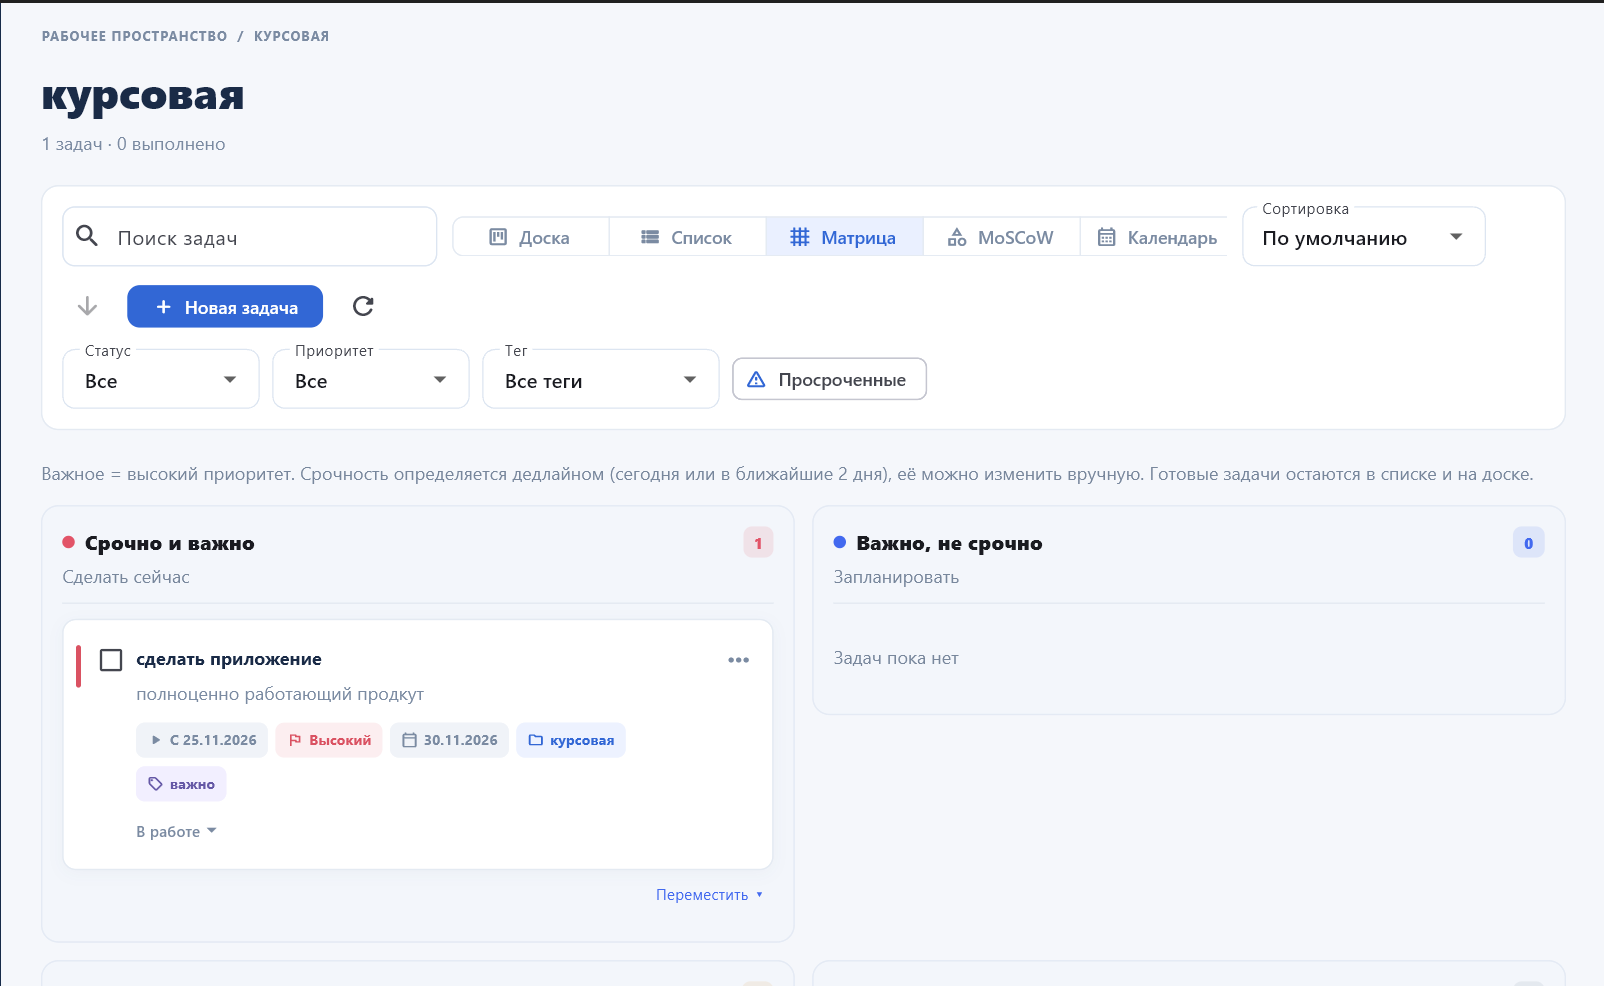 РАБОЧЕЕ ПРОСТРАНСТВО / КУРСОВАЯ
курсовая
1 задач · 0 выполнено
Поиск задач
Доска
Список
Матрица
MoSCoW
Календарь
Сортировка
По умолчанию
+ Новая задача
Статус
Все
Приоритет
Все
Тег
Все теги
Просроченные
Важное = высокий приоритет. Срочность определяется дедлайном (сегодня или в ближайшие 2 дня), её можно изменить вручную. Готовые задачи остаются в списке и на доске.
Срочно и важно
1
Сделать сейчас
сделать приложение
полноценно работающий продкут
С 25.11.2026
Высокий
30.11.2026
курсовая
важно
В работе
Переместить
Важно, не срочно
0
Запланировать
Задач пока нет